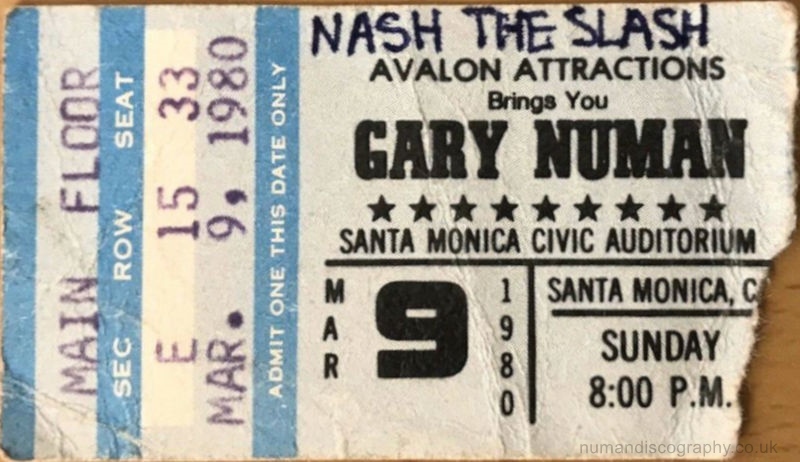 NASH THE SLASH
AVALON ATTRACTIONS
Brings You
GARY NUMAN
SANTA MONICA CIVIC AUDITORIUM
MAR
9
1980
SANTA MONICA, C
SUNDAY
8:00 P.M.
MAIN FLOOR
SEC ROW SEAT
E 15 33
MAR. 9, 1980
ADMIT ONE THIS DATE ONLY
numandiscography.co.uk